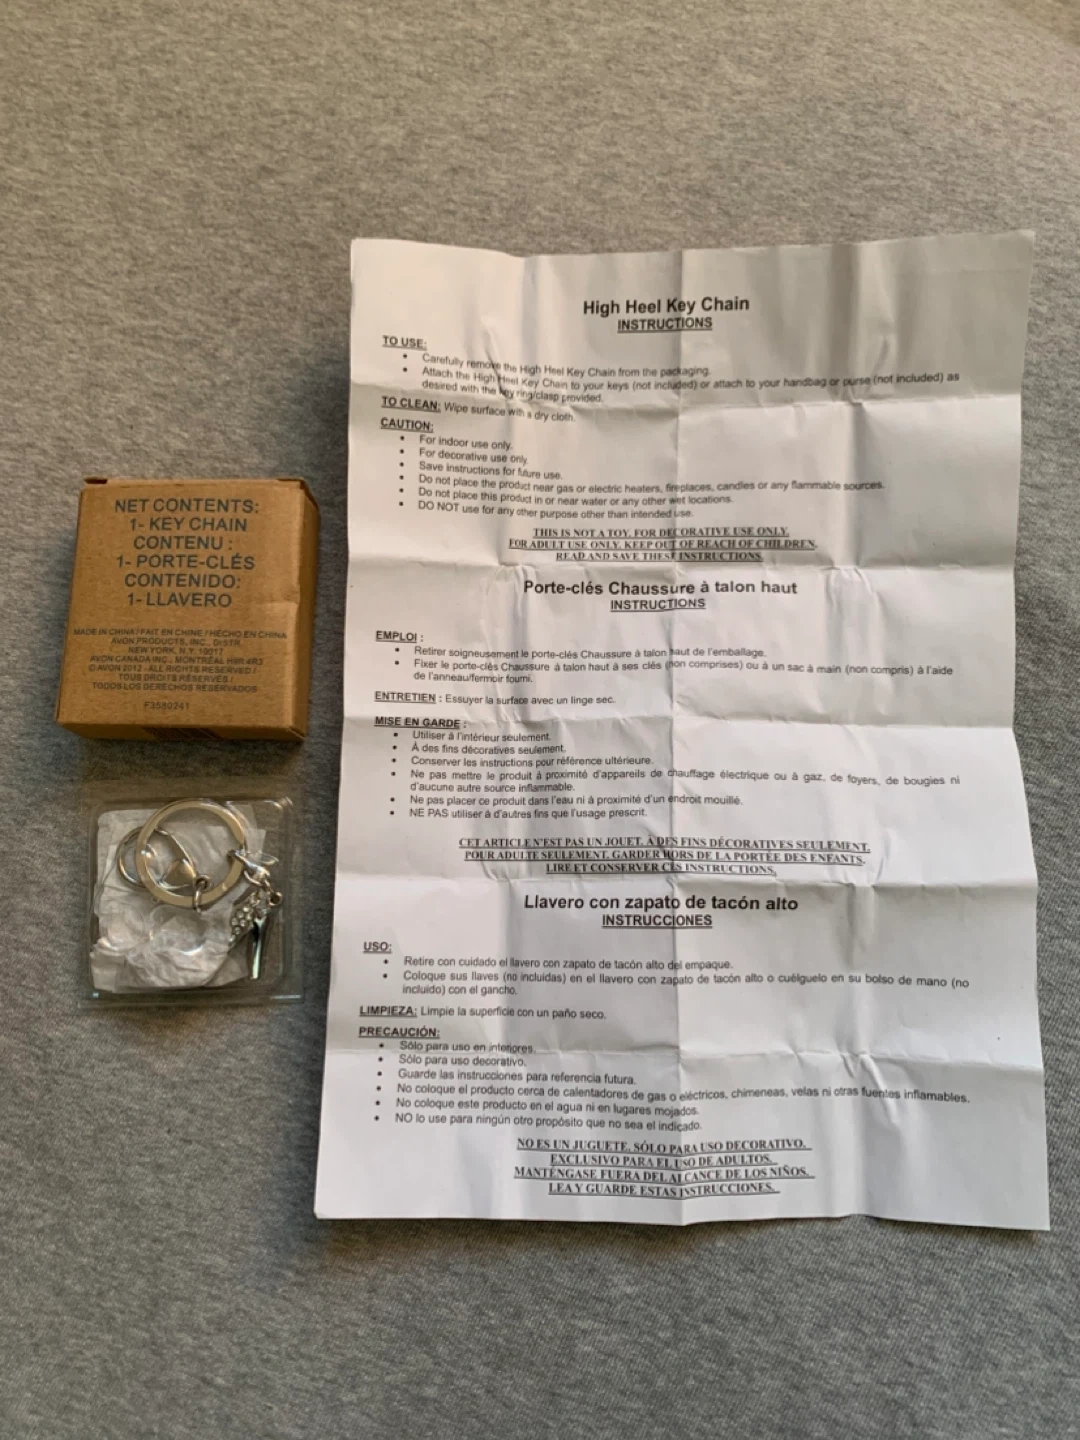 NET CONTENTS:
1- KEY CHAIN
CONTENU :
1- PORTE-CLÉS
CONTENIDO:
1- LLAVERO
MADE IN CHINA / FAIT EN CHINE / HECHO EN CHINA
AVON PRODUCTS, INC., DISTR.
NEW YORK, N.Y. 10017
AVON CANADA INC., MONTRÉAL H9R 4R3
© AVON 2012 - ALL RIGHTS RESERVED /
TOUS DROITS RÉSERVÉS /
TODOS LOS DERECHOS RESERVADOS
F3580241
High Heel Key Chain
INSTRUCTIONS
TO USE:
• Carefully remove the High Heel Key Chain from the packaging.
• Attach the High Heel Key Chain to your keys (not included) or attach to your handbag or purse (not included) as
desired with the key ring/clasp provided.
TO CLEAN: Wipe surface with a dry cloth.
CAUTION:
• For indoor use only.
• For decorative use only
• Save instructions for future use.
• Do not place the product near gas or electric heaters, fireplaces, candles or any flammable sources.
• Do not place this product in or near water or any other wet locations.
• DO NOT use for any other purpose other than intended use.
THIS IS NOT A TOY. FOR DECORATIVE USE ONLY.
FOR ADULT USE ONLY. KEEP OUT OF REACH OF CHILDREN.
READ AND SAVE THESE INSTRUCTIONS.
Porte-clés Chaussure à talon haut
INSTRUCTIONS
EMPLOI :
• Retirer soigneusement le porte-clés Chaussure à talon haut de l'emballage.
• Fixer le porte-clés Chaussure à talon haut à ses clés (non comprises) ou à un sac à main (non compris) à l'aide
de l'anneau/fermoir fourni.
ENTRETIEN : Essuyer la surface avec un linge sec.
MISE EN GARDE :
• Utiliser à l'intérieur seulement.
• À des fins décoratives seulement.
• Conserver les instructions pour référence ultérieure.
• Ne pas mettre le produit à proximité d'appareils de chauffage électrique ou à gaz, de foyers, de bougies ni
d'aucune autre source inflammable.
• Ne pas placer ce produit dans l'eau ni à proximité d'un endroit mouillé.
• NE PAS utiliser à d'autres fins que l'usage prescrit.
CET ARTICLE N'EST PAS UN JOUET. À DES FINS DÉCORATIVES SEULEMENT.
POUR ADULTE SEULEMENT. GARDER HORS DE LA PORTÉE DES ENFANTS.
LIRE ET CONSERVER CES INSTRUCTIONS.
Llavero con zapato de tacón alto
INSTRUCCIONES
USO:
• Retire con cuidado el llavero con zapato de tacón alto del empaque.
• Coloque sus llaves (no incluidas) en el llavero con zapato de tacón alto o cuélguelo en su bolso de mano (no
incluido) con el gancho.
LIMPIEZA: Limpie la superficie con un paño seco.
PRECAUCIÓN:
• Sólo para uso en interiores.
• Sólo para uso decorativo.
• Guarde las instrucciones para referencia futura.
• No coloque el producto cerca de calentadores de gas o eléctricos, chimeneas, velas ni otras fuentes inflamables.
• No coloque este producto en el agua ni en lugares mojados.
• NO lo use para ningún otro propósito que no sea el indicado.
NO ES UN JUGUETE. SÓLO PARA USO DECORATIVO.
EXCLUSIVO PARA EL USO DE ADULTOS.
MANTÉNGASE FUERA DEL ALCANCE DE LOS NIÑOS.
LEA Y GUARDE ESTAS INSTRUCCIONES.